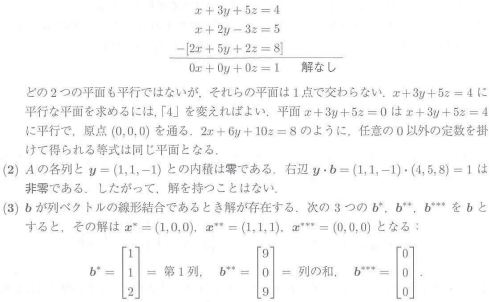 x + 3y + 5z = 4
x + 2y − 3z = 5
−[2x + 5y + 2z = 8]
0x + 0y + 0z = 1 解なし
どの 2 つの平面も平行ではないが,それらの平面は 1 点で交わらない.x+3y+5z = 4 に
平行な平面を求めるには,「4」を変えればよい.平面 x+3y+5z = 0 は x+3y+5z = 4
に平行で,原点 (0,0,0) を通る.2x+6y+10z = 8 のように,任意の 0 以外の定数を掛
けて得られる等式は同じ平面となる.
(2) A の各列と y = (1,1,−1) との内積は零である.右辺 y・b = (1,1,−1)・(4,5,8) = 1 は
非零である.したがって,解を持つことはない.
(3) b が列ベクトルの線形結合であるとき解が存在する.次の 3 つの b*, b**, b*** を b と
すると,その解は x* = (1,0,0), x** = (1,1,1), x*** = (0,0,0) となる:
b* = [1 1 2] = 第 1 列, b** = [9 0 9] = 列の和, b*** = [0 0 0].